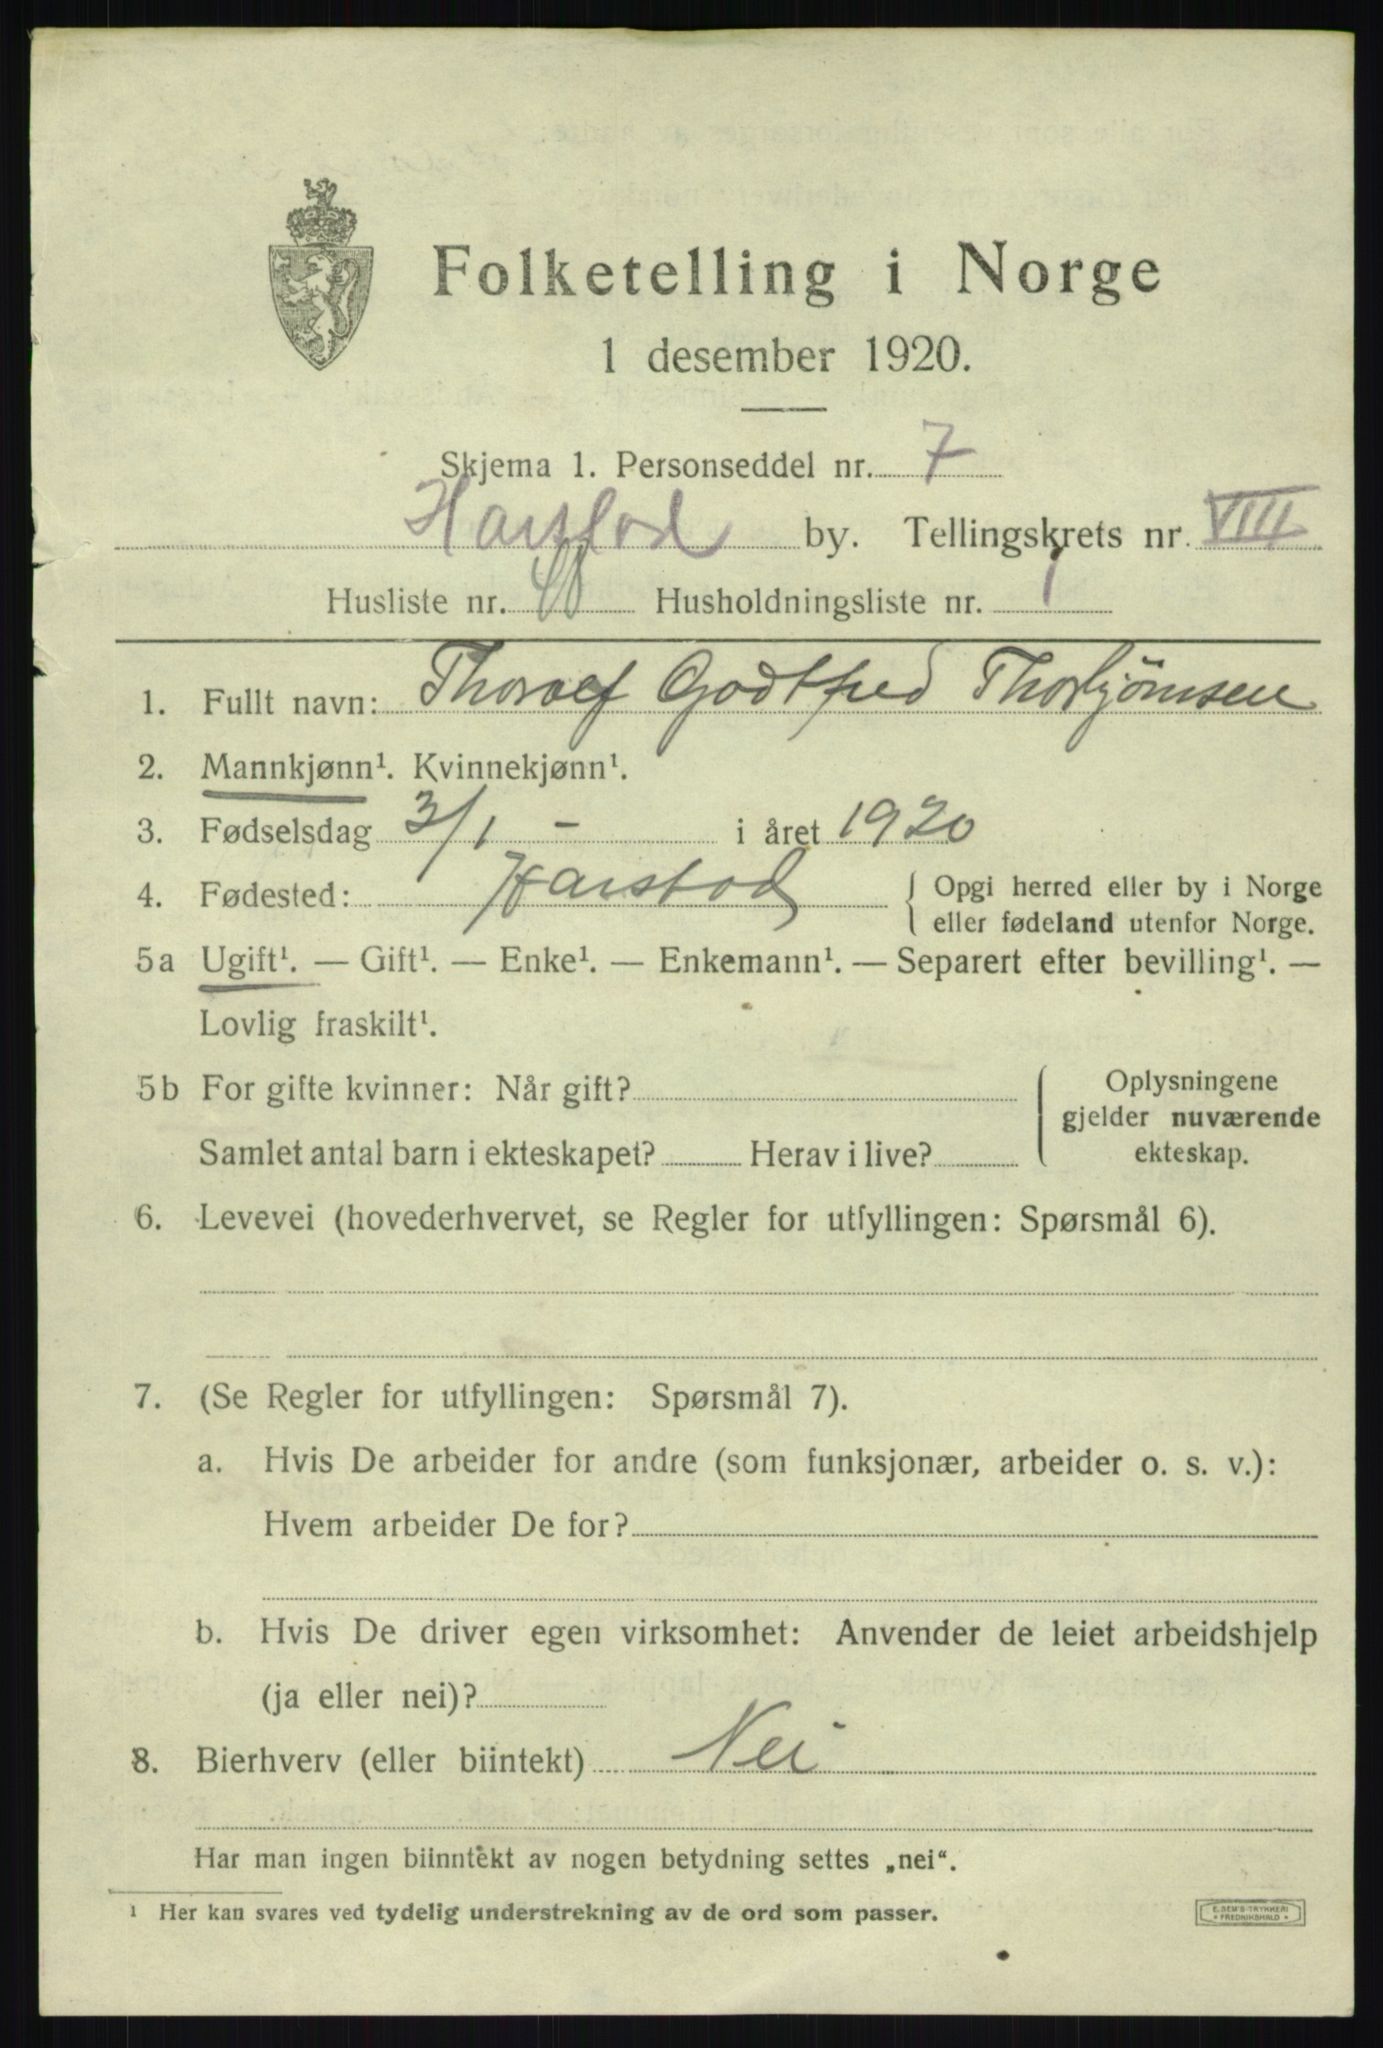 Folketelling i Norge
1 desember 1920.
Skjema 1. Personseddel nr. 7
Harstad by. Tellingskrets nr. VIII
Husliste nr. Husholdningsliste nr. 1
1. Fullt navn: Thoralf Godtfred Thorbjörnsen
2. Mannkjønn¹. Kvinnekjønn¹.
3. Fødselsdag 3/1 - i året 1920
4. Fødested: Harstad { Opgi herred eller by i Norge
eller fødeland utenfor Norge.
5a Ugift¹. — Gift¹. — Enke¹. — Enkemann¹. — Separert efter bevilling¹. —
Lovlig fraskilt¹.
5b For gifte kvinner: Når gift? { Oplysningene
gjelder nuværende
Samlet antal barn i ekteskapet? Herav i live? ekteskap.
6. Levevei (hovederhvervet, se Regler for utfyllingen: Spørsmål 6).
7. (Se Regler for utfyllingen: Spørsmål 7).
a. Hvis De arbeider for andre (som funksjonær, arbeider o. s. v.):
Hvem arbeider De for?
b. Hvis De driver egen virksomhet: Anvender de leiet arbeidshjelp
(ja eller nei)?
8. Bierhverv (eller biintekt) Nei
Har man ingen biinntekt av nogen betydning settes „nei“.
¹ Her kan svares ved tydelig understrekning av de ord som passer.
E. SEM'S TRYKKERI
FREDRIKSHALD